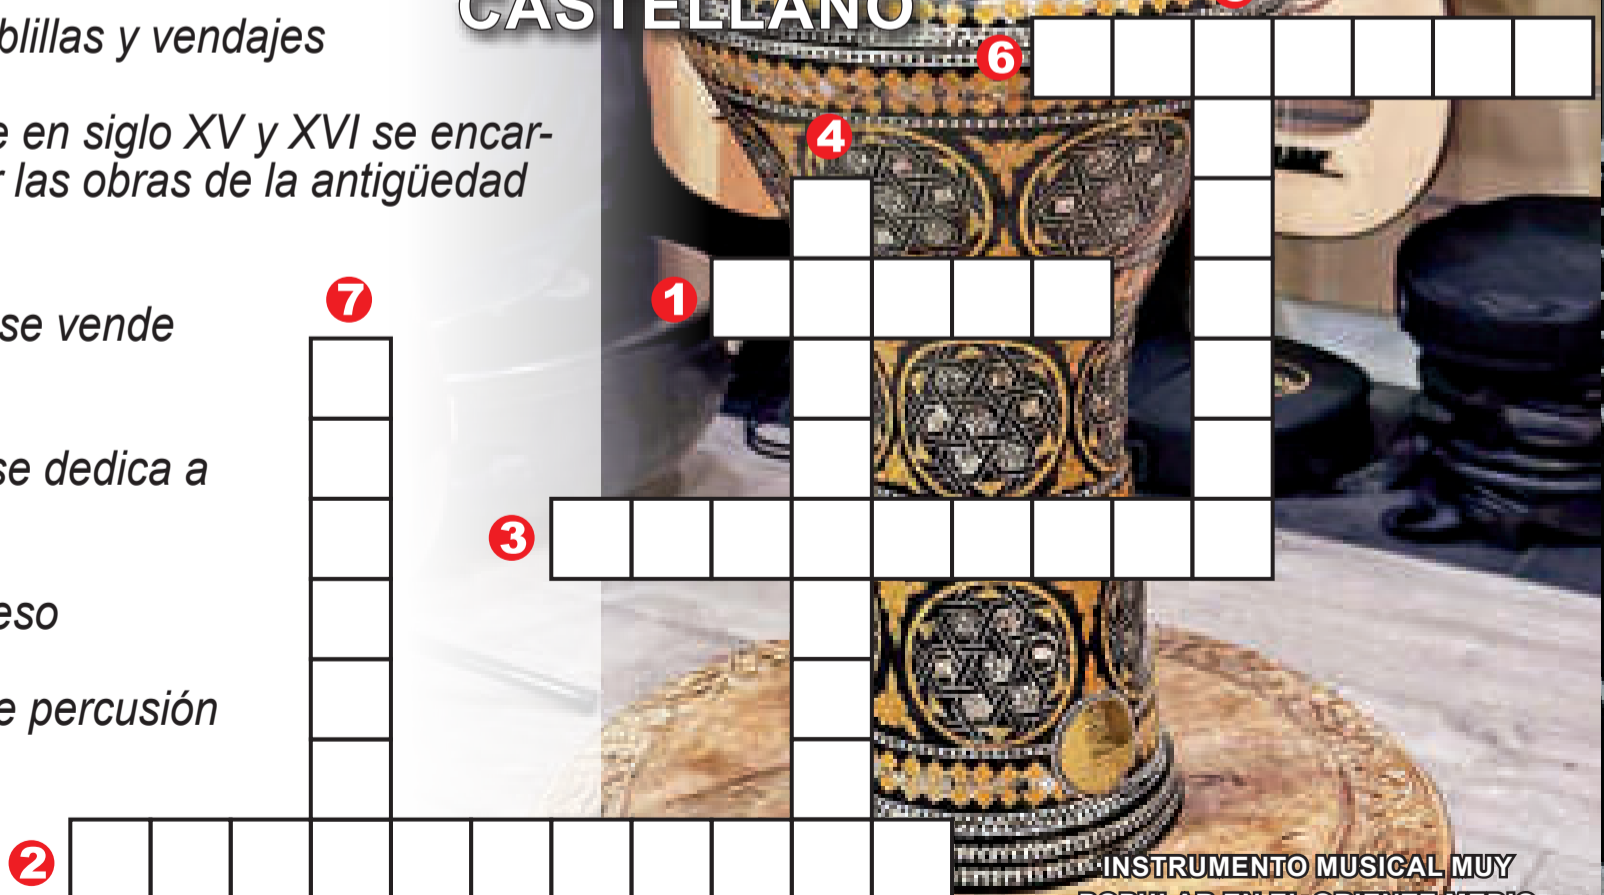 CASTELLANO
blillas y vendajes
6
e en siglo XV y XVI se encar-
4
r las obras de la antigüedad
7
1
se vende
se dedica a
3
eso
e percusión
2
INSTRUMENTO MUSICAL MUY